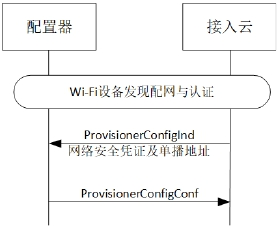 配置器
接入云
Wi-Fi设备发现配网与认证
ProvisionerConfigInd
网络安全凭证及单播地址
ProvisionerConfigConf